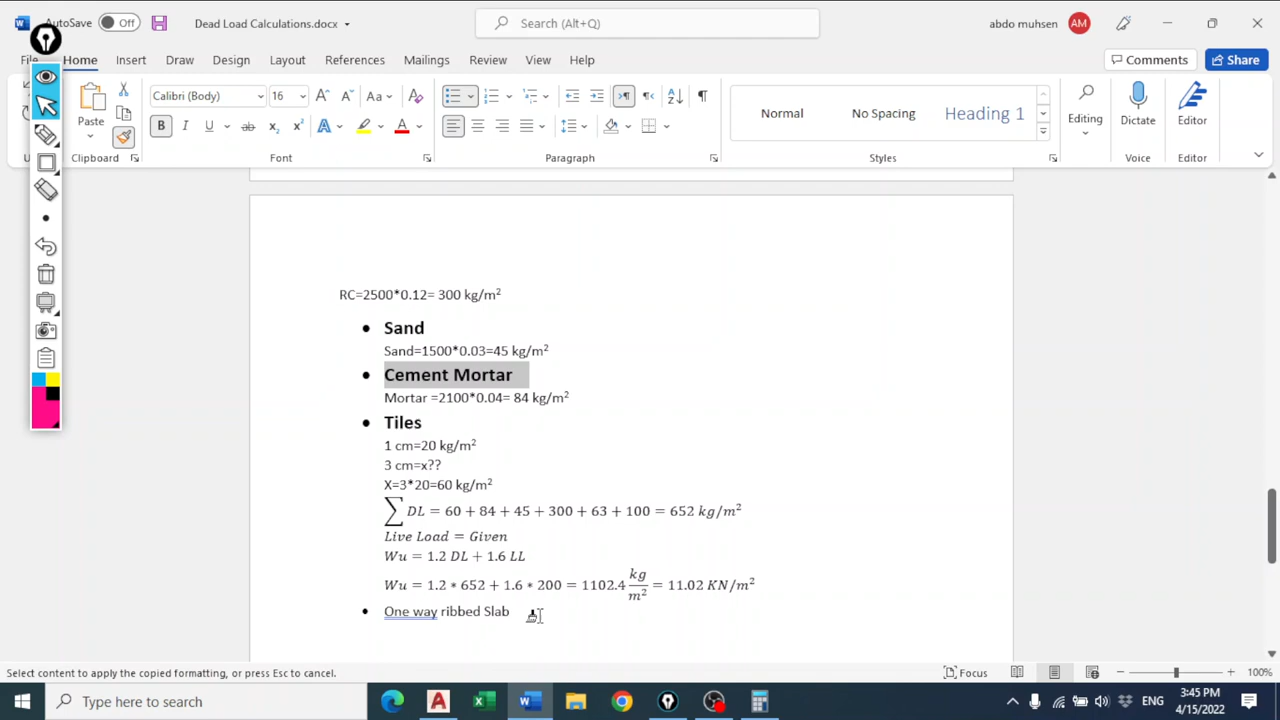 AutoSave Off Dead Load Calculations.docx Search (Alt+Q) abdo muhsen AM
File Home Insert Draw Design Layout References Mailings Review View Help Comments Share
Paste Calibri (Body) 16 A A Aa A ¶ Normal No Spacing Heading 1 Editing Dictate Editor
B I U ab x₂ x² A A
Clipboard Font Paragraph Styles Voice Editor
RC=2500*0.12= 300 kg/m²
• Sand
Sand=1500*0.03=45 kg/m²
• Cement Mortar
Mortar =2100*0.04= 84 kg/m²
• Tiles
1 cm=20 kg/m²
3 cm=x??
X=3*20=60 kg/m²
∑ DL = 60 + 84 + 45 + 300 + 63 + 100 = 652 kg/m²
Live Load = Given
Wu = 1.2 DL + 1.6 LL
Wu = 1.2 * 652 + 1.6 * 200 = 1102.4 kg/m² = 11.02 KN/m²
• One way ribbed Slab
Select content to apply the copied formatting, or press Esc to cancel. Focus 100%
Type here to search ENG 3:45 PM
4/15/2022